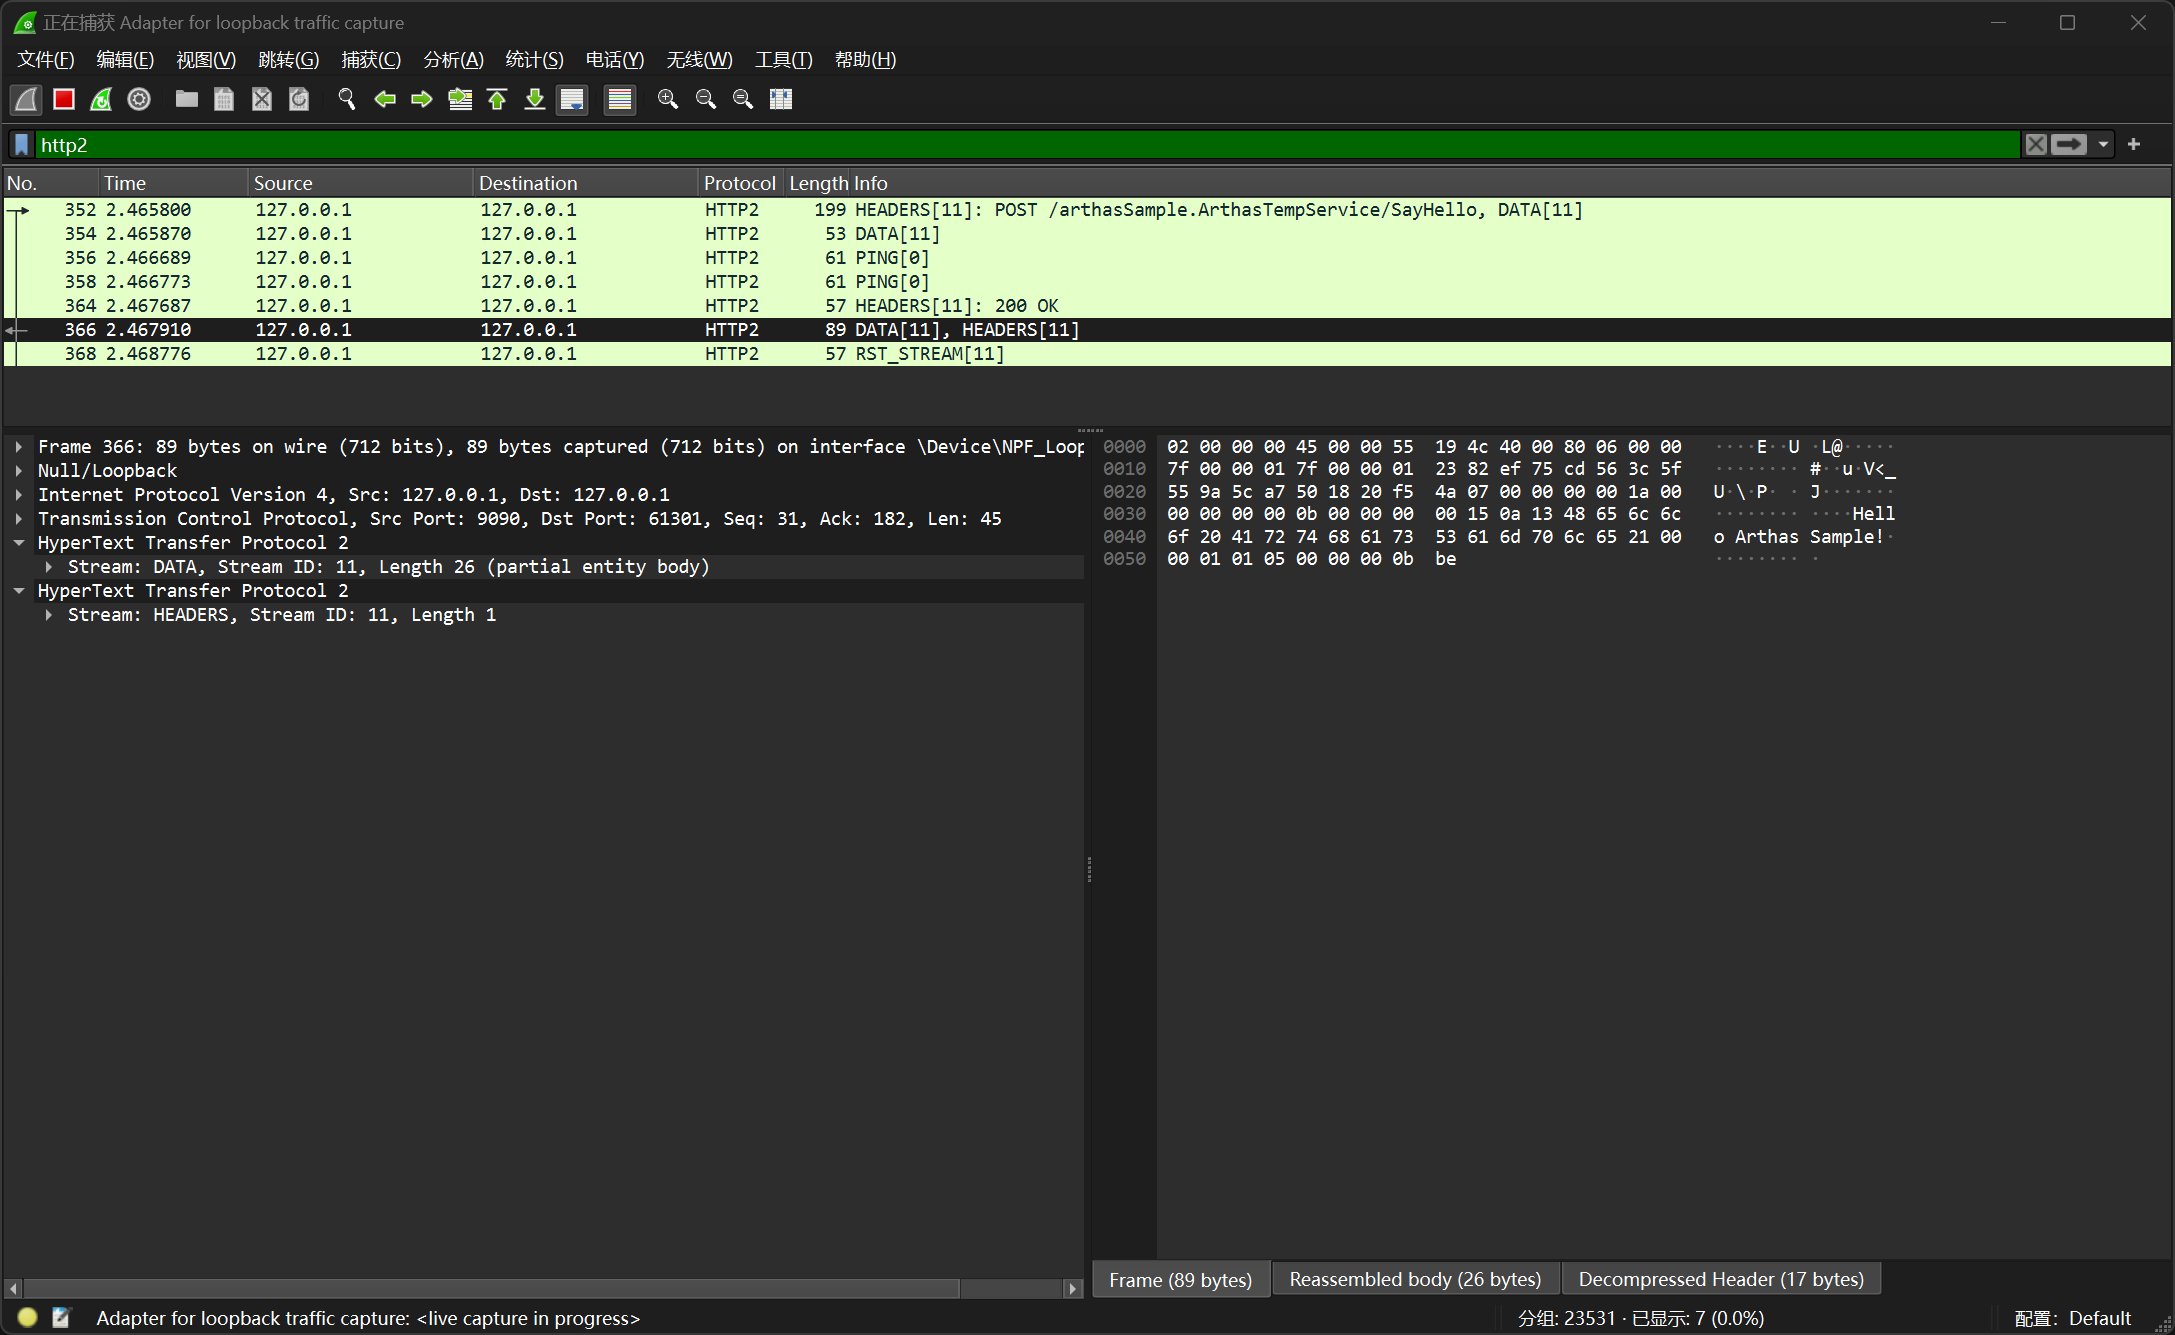 正在捕获 Adapter for loopback traffic capture
文件(F) 编辑(E) 视图(V) 跳转(G) 捕获(C) 分析(A) 统计(S) 电话(Y) 无线(W) 工具(T) 帮助(H)
http2
No. Time Source Destination Protocol Length Info
352 2.465800 127.0.0.1 127.0.0.1 HTTP2 199 HEADERS[11]: POST /arthasSample.ArthasTempService/SayHello, DATA[11]
354 2.465870 127.0.0.1 127.0.0.1 HTTP2 53 DATA[11]
356 2.466689 127.0.0.1 127.0.0.1 HTTP2 61 PING[0]
358 2.466773 127.0.0.1 127.0.0.1 HTTP2 61 PING[0]
364 2.467687 127.0.0.1 127.0.0.1 HTTP2 57 HEADERS[11]: 200 OK
366 2.467910 127.0.0.1 127.0.0.1 HTTP2 89 DATA[11], HEADERS[11]
368 2.468776 127.0.0.1 127.0.0.1 HTTP2 57 RST_STREAM[11]
Frame 366: 89 bytes on wire (712 bits), 89 bytes captured (712 bits) on interface \Device\NPF_Loop
Null/Loopback
Internet Protocol Version 4, Src: 127.0.0.1, Dst: 127.0.0.1
Transmission Control Protocol, Src Port: 9090, Dst Port: 61301, Seq: 31, Ack: 182, Len: 45
HyperText Transfer Protocol 2
Stream: DATA, Stream ID: 11, Length 26 (partial entity body)
HyperText Transfer Protocol 2
Stream: HEADERS, Stream ID: 11, Length 1
0000 02 00 00 00 45 00 00 55 19 4c 40 00 80 06 00 00 ····E··U ·L@·····
0010 7f 00 00 01 7f 00 00 01 23 82 ef 75 cd 56 3c 5f ········ #··u·V<_
0020 55 9a 5c a7 50 18 20 f5 4a 07 00 00 00 00 1a 00 U·\·P· · J·······
0030 00 00 00 00 0b 00 00 00 00 15 0a 13 48 65 6c 6c ········ ····Hell
0040 6f 20 41 72 74 68 61 73 53 61 6d 70 6c 65 21 00 o Arthas Sample!·
0050 00 01 01 05 00 00 00 0b be ········ ·
Frame (89 bytes) Reassembled body (26 bytes) Decompressed Header (17 bytes)
Adapter for loopback traffic capture: <live capture in progress> 分组: 23531 · 已显示: 7 (0.0%) 配置: Default